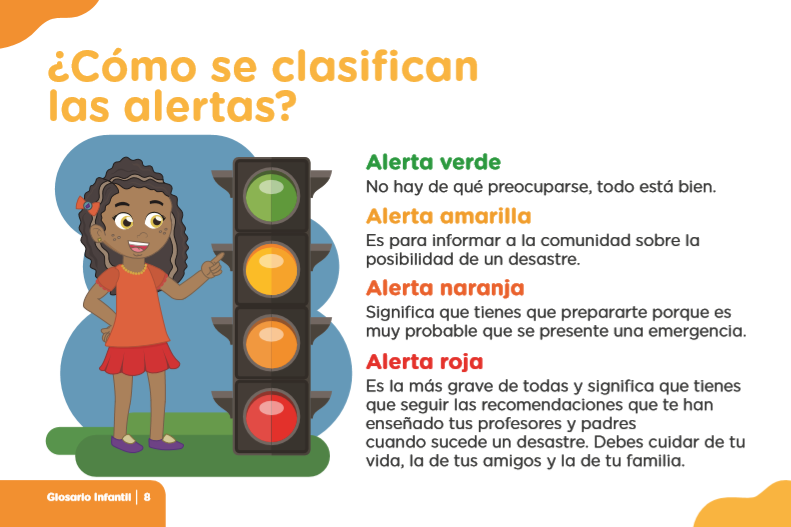 ¿Cómo se clasifican
las alertas?
Alerta verde
No hay de qué preocuparse, todo está bien.
Alerta amarilla
Es para informar a la comunidad sobre la
posibilidad de un desastre.
Alerta naranja
Significa que tienes que prepararte porque es
muy probable que se presente una emergencia.
Alerta roja
Es la más grave de todas y significa que tienes
que seguir las recomendaciones que te han
enseñado tus profesores y padres
cuando sucede un desastre. Debes cuidar de tu
vida, la de tus amigos y la de tu familia.
Glosario Infantil | 8